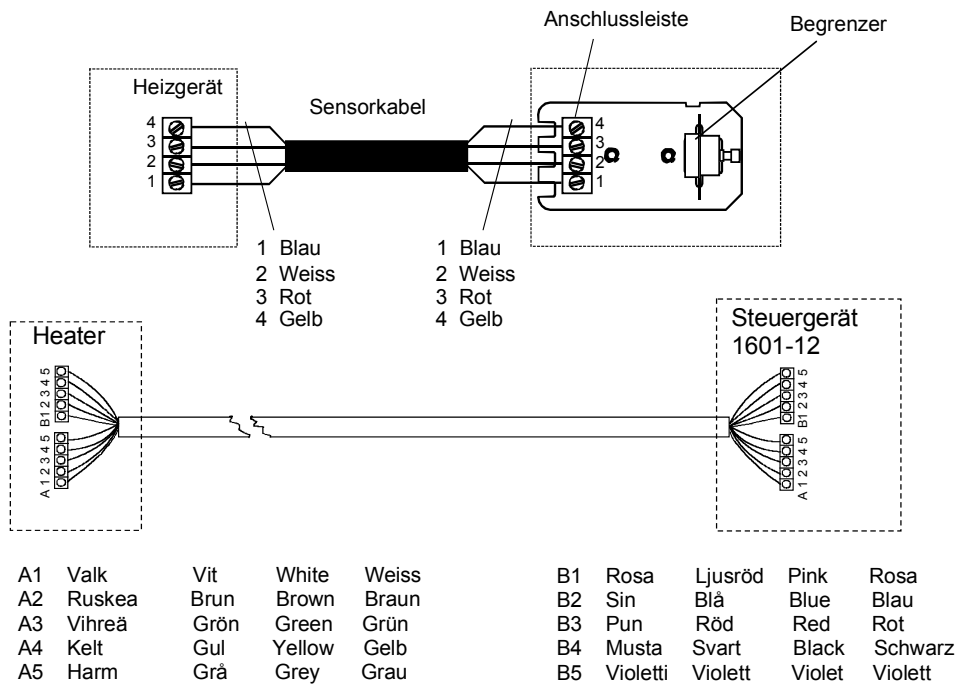 Anschlussleiste
Begrenzer
Heizgerät
Sensorkabel
4
3
2
1
4
3
2
1
1 Blau
2 Weiss
3 Rot
4 Gelb
1 Blau
2 Weiss
3 Rot
4 Gelb
Heater
Steuergerät
1601-12
B1 2 3 4 5
A 1 2 3 4 5
B1 2 3 4 5
A 1 2 3 4 5
A1 Valk Vit White Weiss
A2 Ruskea Brun Brown Braun
A3 Vihreä Grön Green Grün
A4 Kelt Gul Yellow Gelb
A5 Harm Grå Grey Grau
B1 Rosa Ljusröd Pink Rosa
B2 Sin Blå Blue Blau
B3 Pun Röd Red Rot
B4 Musta Svart Black Schwarz
B5 Violetti Violett Violet Violett